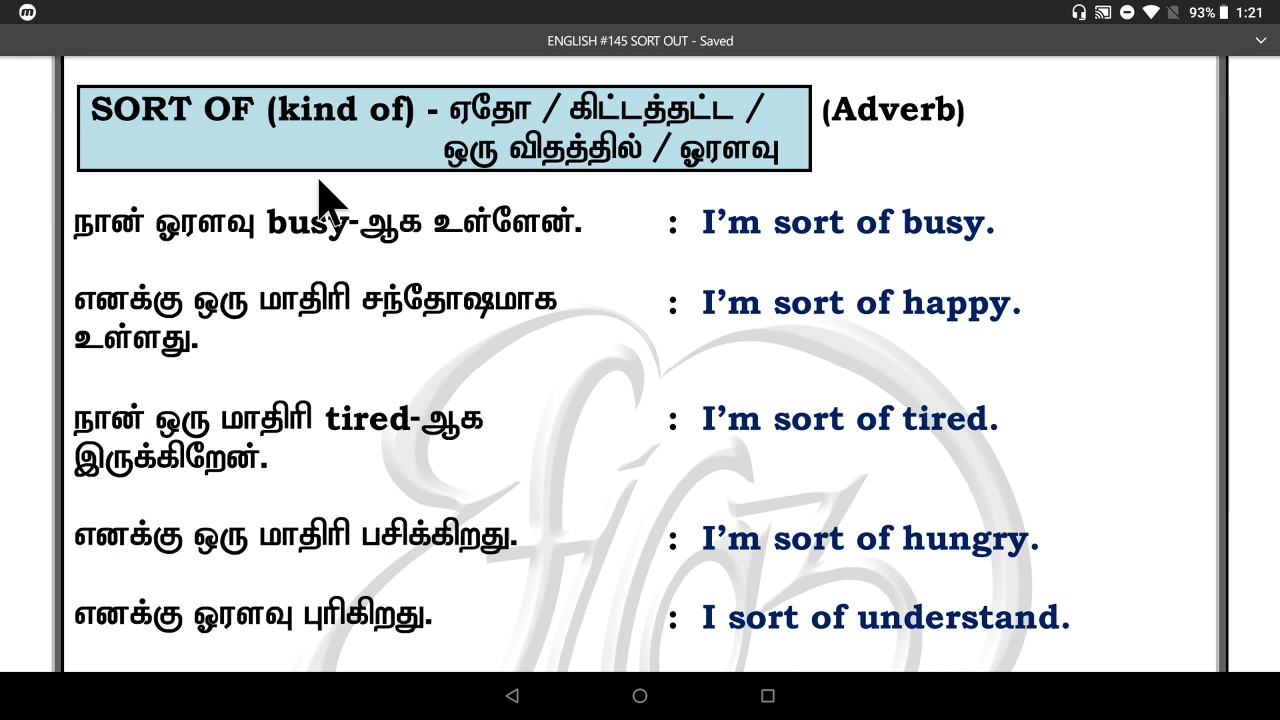 93% 1:21
ENGLISH #145 SORT OUT - Saved
SORT OF (kind of) - ஏதோ / கிட்டத்தட்ட / (Adverb)
ஒரு விதத்தில் / ஓரளவு
நான் ஓரளவு busy-ஆக உள்ளேன். : I’m sort of busy.
எனக்கு ஒரு மாதிரி சந்தோஷமாக : I’m sort of happy.
உள்ளது.
நான் ஒரு மாதிரி tired-ஆக : I’m sort of tired.
இருக்கிறேன்.
எனக்கு ஒரு மாதிரி பசிக்கிறது. : I’m sort of hungry.
எனக்கு ஓரளவு புரிகிறது. : I sort of understand.